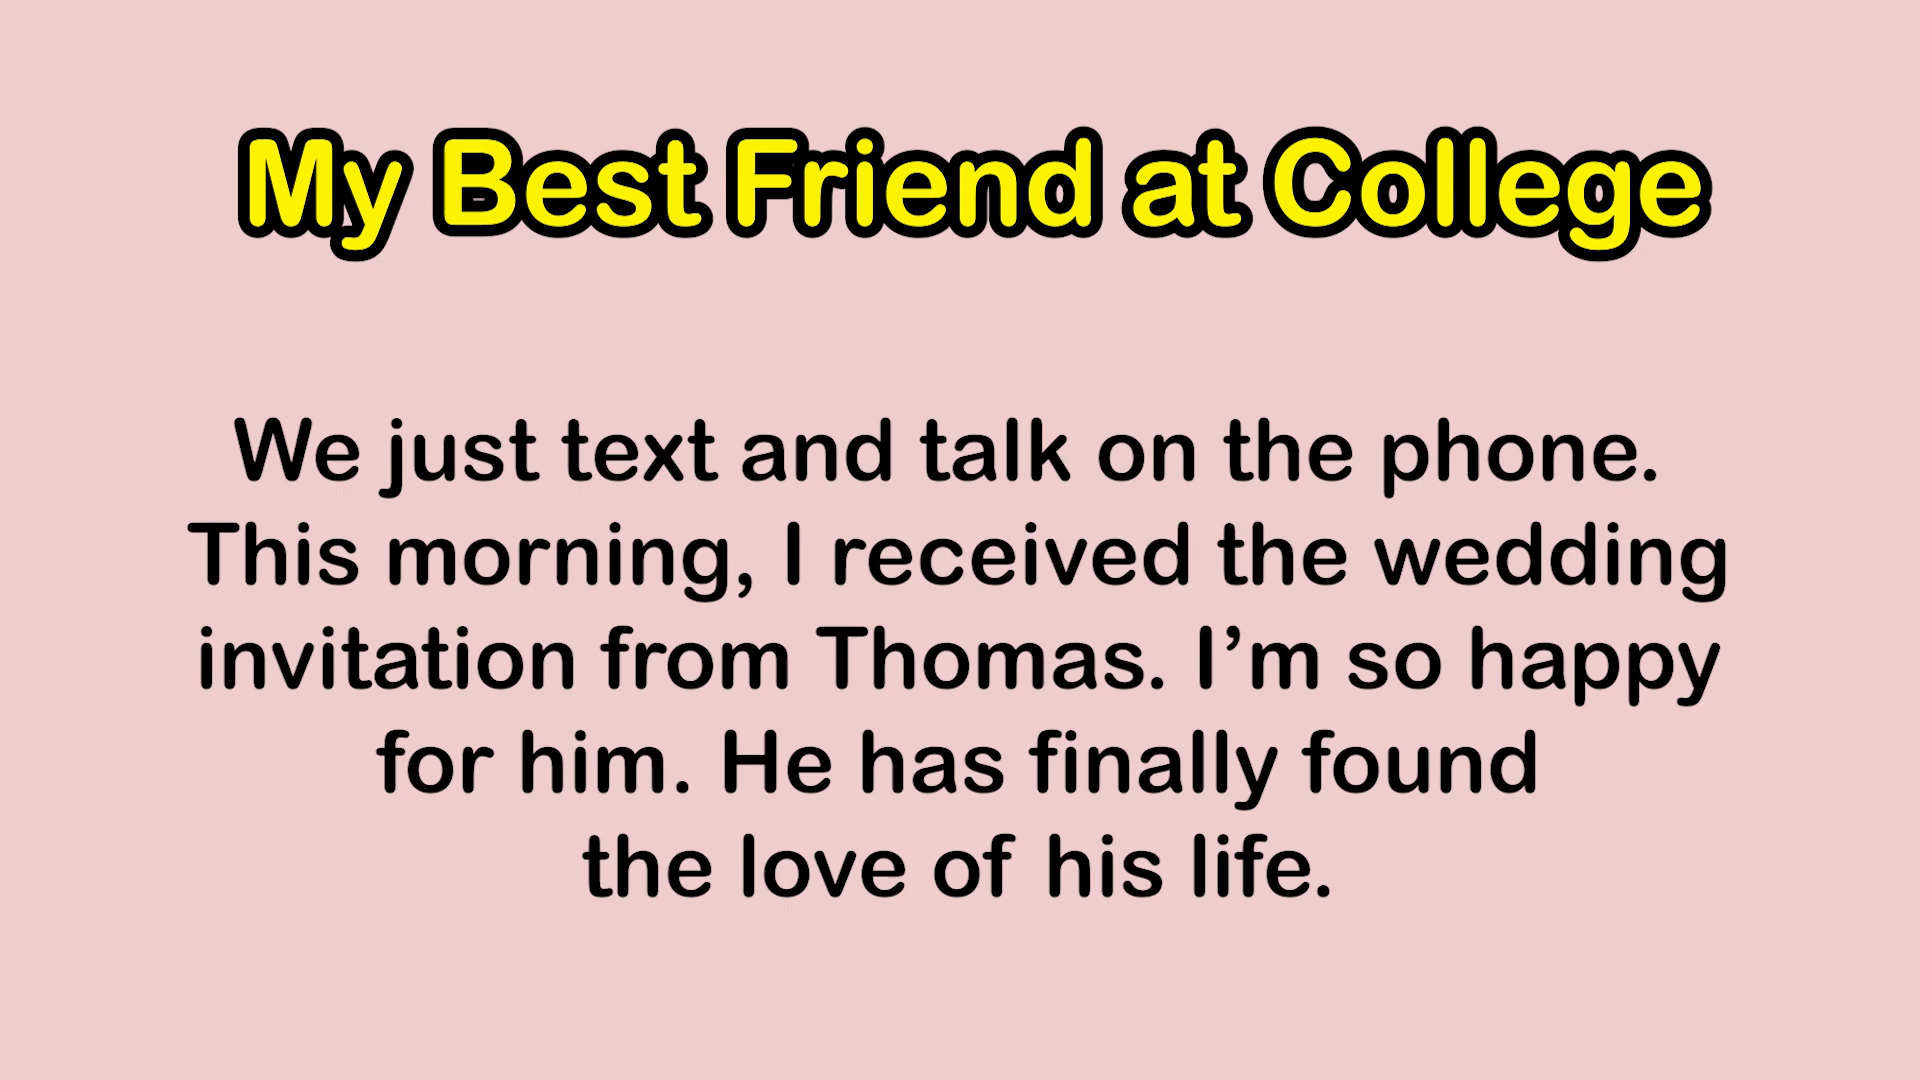 My Best Friend at College
We just text and talk on the phone.
This morning, I received the wedding
invitation from Thomas. I’m so happy
for him. He has finally found
the love of his life.